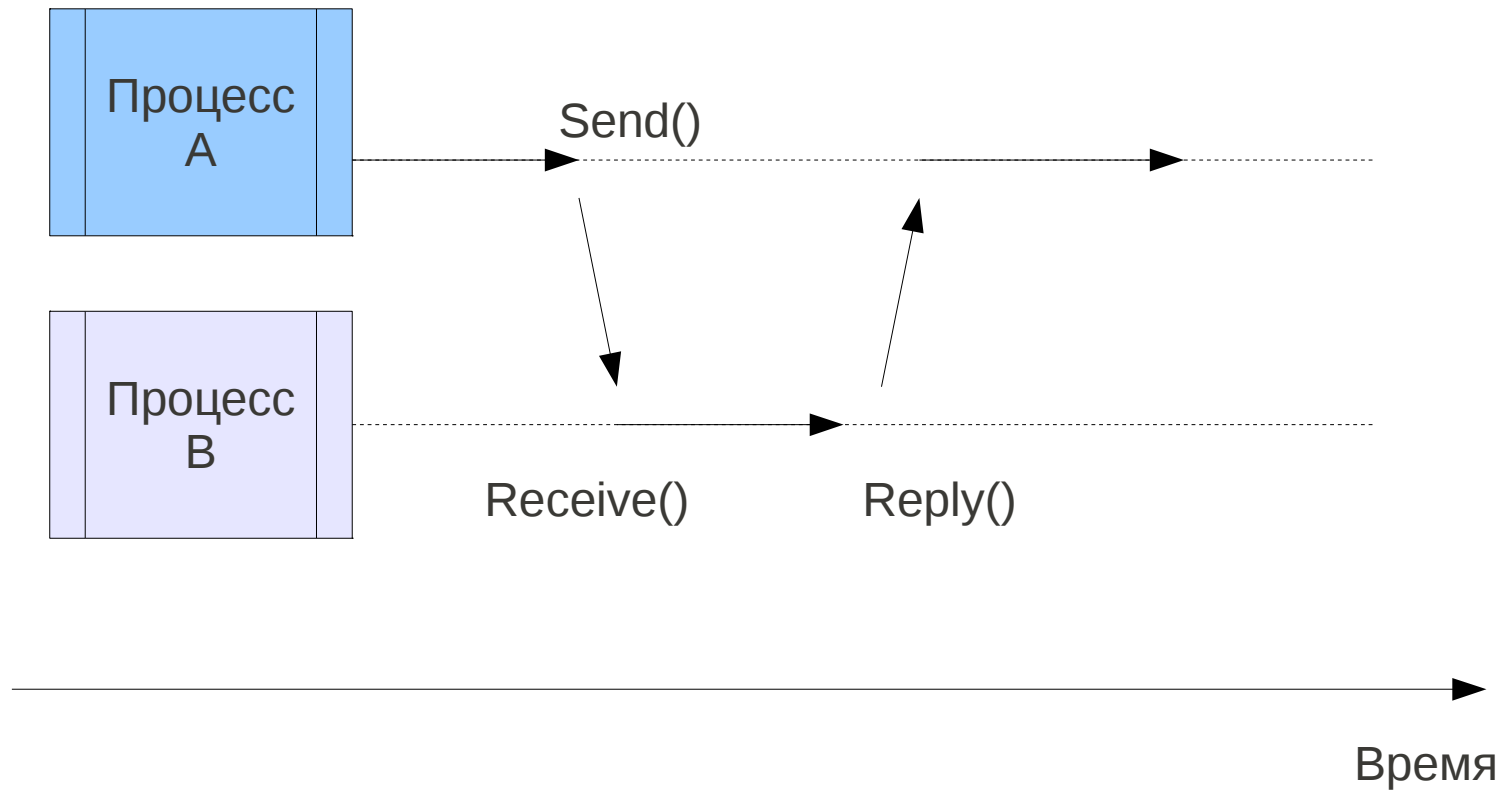 Процесс
А
Send()
Процесс
В
Receive()
Reply()
Время